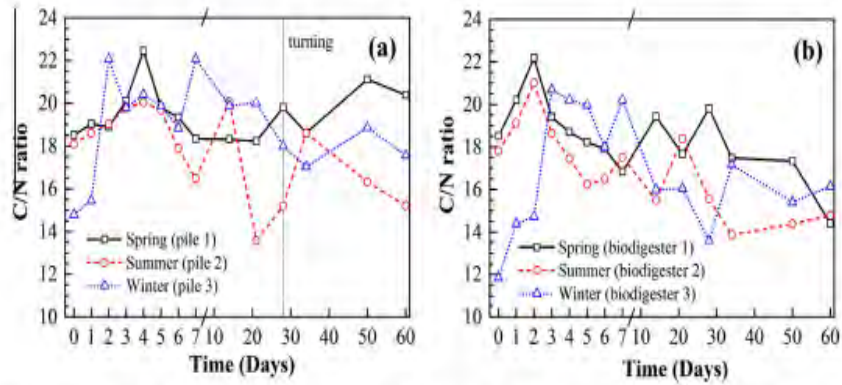 (a)
turning
C/N ratio
24
22
20
18
16
14
12
10
Spring (pile 1)
Summer (pile 2)
Winter (pile 3)
0 1 2 3 4 5 6 7 10 20 30 40 50 60
Time (Days)
(b)
C/N ratio
24
22
20
18
16
14
12
10
Spring (biodigester 1)
Summer (biodigester 2)
Winter (biodigester 3)
0 1 2 3 4 5 6 7 10 20 30 40 50 60
Time (Days)